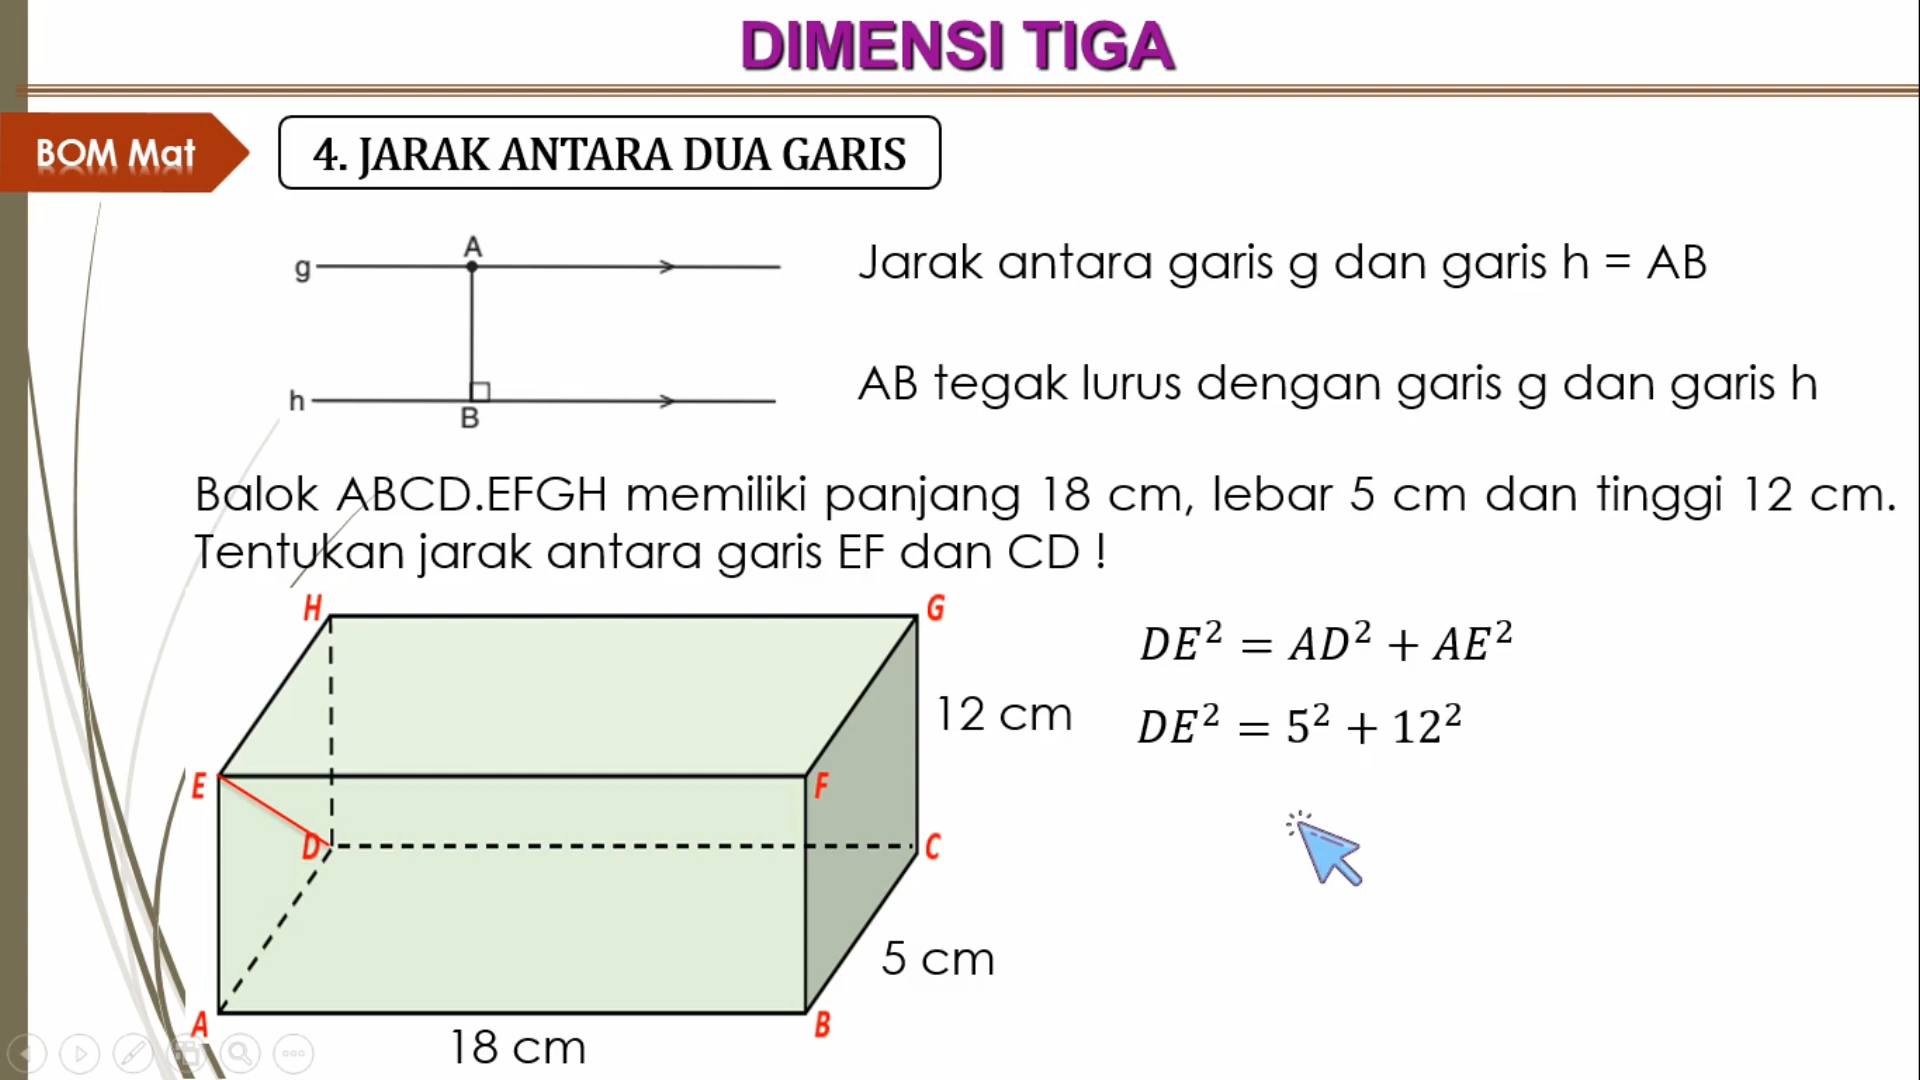 DIMENSI TIGA
BOM Mat
4. JARAK ANTARA DUA GARIS
A
g
h
B
Jarak antara garis g dan garis h = AB
AB tegak lurus dengan garis g dan garis h
Balok ABCD.EFGH memiliki panjang 18 cm, lebar 5 cm dan tinggi 12 cm.
Tentukan jarak antara garis EF dan CD !
H
G
12 cm
E
F
D
C
5 cm
A
B
18 cm
DE² = AD² + AE²
DE² = 5² + 12²